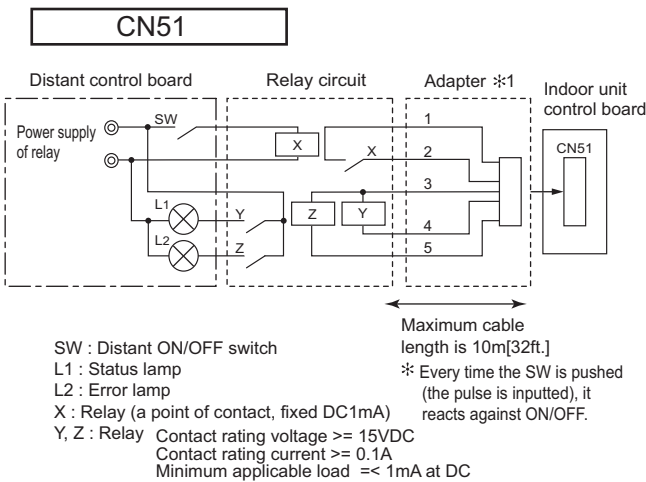 CN51
Distant control board
Relay circuit
Adapter ✻1
Indoor unit
control board
Power supply
of relay
SW
X
1
X
2
CN51
3
L1
Y
Z
Y
4
L2
Z
5
Maximum cable
length is 10m[32ft.]
✻ Every time the SW is pushed
(the pulse is inputted), it
reacts against ON/OFF.
SW : Distant ON/OFF switch
L1 : Status lamp
L2 : Error lamp
X : Relay (a point of contact, fixed DC1mA)
Y, Z : Relay Contact rating voltage >= 15VDC
Contact rating current >= 0.1A
Minimum applicable load =< 1mA at DC